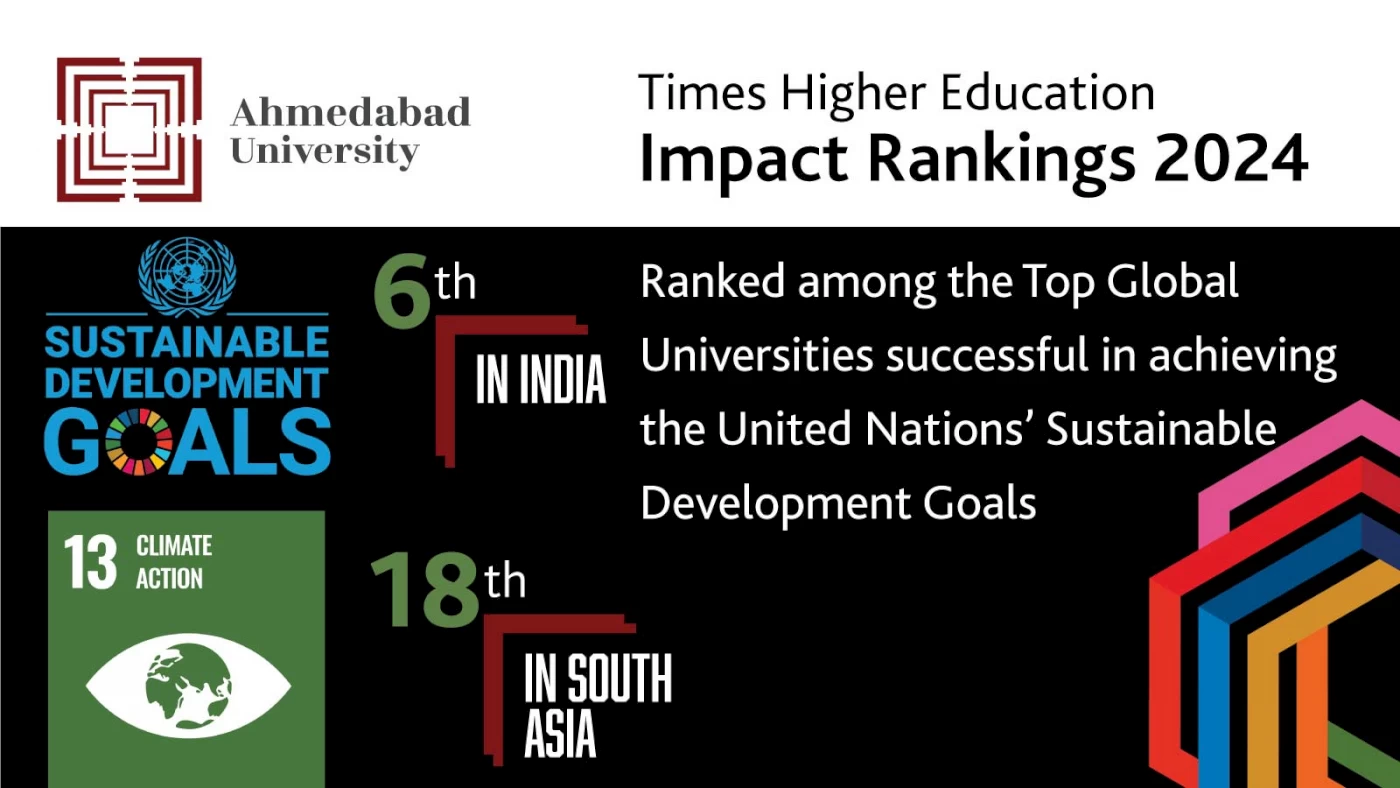 Ahmedabad
University
Times Higher Education
Impact Rankings 2024
SUSTAINABLE
DEVELOPMENT
GOALS
13 CLIMATE
ACTION
6th
IN INDIA
18th
IN SOUTH
ASIA
Ranked among the Top Global
Universities successful in achieving
the United Nations’ Sustainable
Development Goals